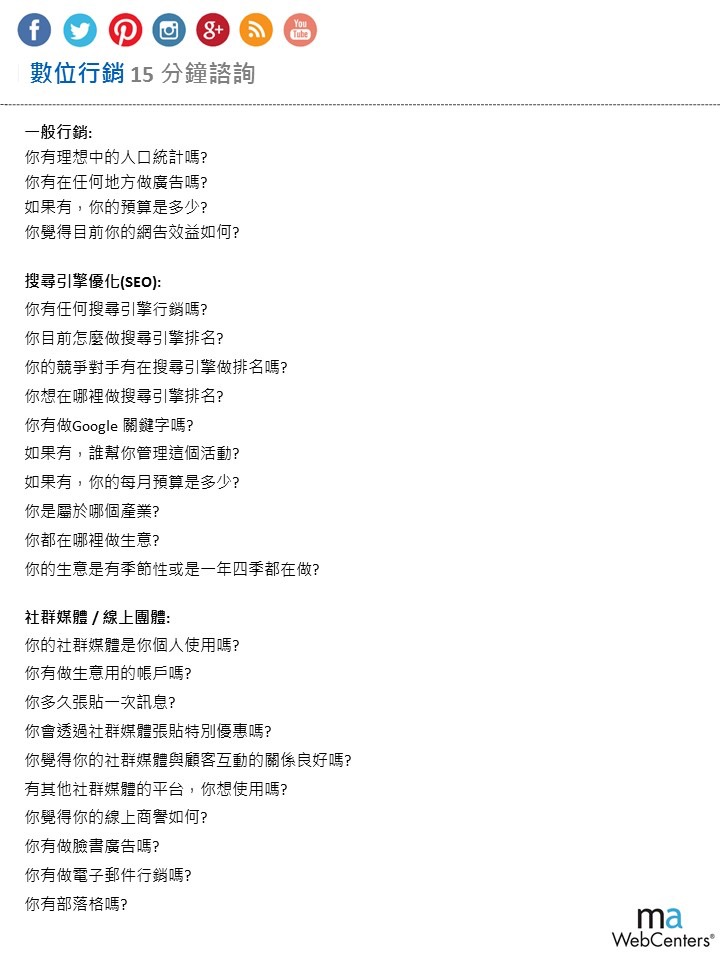 f
g+
You
Tube
數位行銷 15 分鐘諮詢
一般行銷:
你有理想中的人口統計嗎?
你有在任何地方做廣告嗎?
如果有，你的預算是多少?
你覺得目前你的網告效益如何?
搜尋引擎優化(SEO):
你有任何搜尋引擎行銷嗎?
你目前怎麼做搜尋引擎排名?
你的競爭對手有在搜尋引擎做排名嗎?
你想在哪裡做搜尋引擎排名?
你有做Google 關鍵字嗎?
如果有，誰幫你管理這個活動?
如果有，你的每月預算是多少?
你是屬於哪個產業?
你都在哪裡做生意?
你的生意是有季節性或是一年四季都在做?
社群媒體 / 線上團體:
你的社群媒體是你個人使用嗎?
你有做生意用的帳戶嗎?
你多久張貼一次訊息?
你會透過社群媒體張貼特別優惠嗎?
你覺得你的社群媒體與顧客互動的關係良好嗎?
有其他社群媒體的平台，你想使用嗎?
你覺得你的線上商譽如何?
你有做臉書廣告嗎?
你有做電子郵件行銷嗎?
你有部落格嗎?
ma
WebCenters®